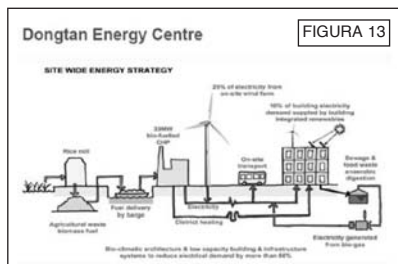 Dongtan Energy Centre
FIGURA 13
SITE WIDE ENERGY STRATEGY
25% of electricity from
on-site wind farm
10% of building electricity
demand supplied by building
integrated renewables
33MW
bio-fuelled
CHP
Rice mill
On-site
transport
Sewage &
food waste
anaerobic
digestion
Fuel delivery
by barge
Electricity
Agricultural waste
biomass fuel
District heating
Electricity generated
from bio-gas
Bio-climatic architecture & low capacity building & infrastructure
systems to reduce electrical demand by more than 60%